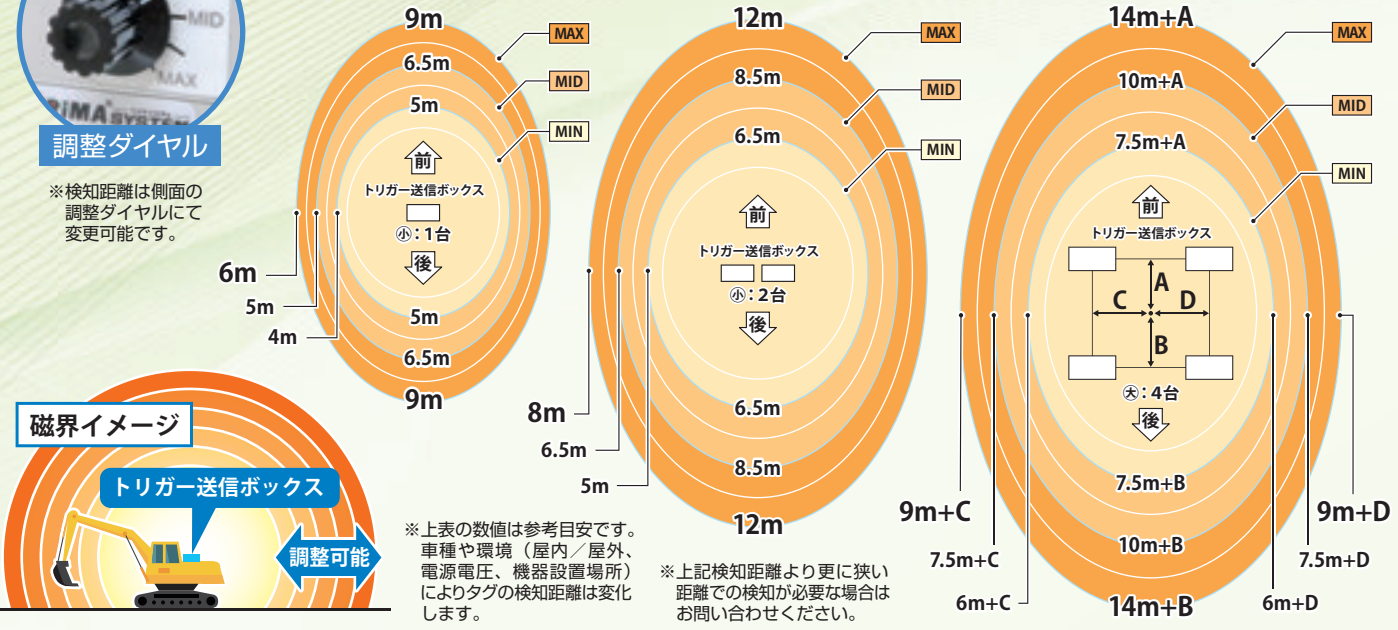 MID
MAX
RiMA SYSTEM
調整ダイヤル
※検知距離は側面の
調整ダイヤルにて
変更可能です。
9m
6.5m
5m
MAX
MID
MIN
前
トリガー送信ボックス
㊙小:1台
後
5m
6.5m
9m
6m
5m
4m
12m
8.5m
6.5m
MAX
MID
MIN
前
トリガー送信ボックス
小:2台
後
6.5m
8.5m
12m
8m
6.5m
5m
14m+A
10m+A
7.5m+A
MAX
MID
MIN
前
トリガー送信ボックス
A
C
D
B
大:4台
後
7.5m+B
10m+B
14m+B
9m+C
7.5m+C
6m+C
9m+D
7.5m+D
6m+D
磁界イメージ
トリガー送信ボックス
調整可能
※上表の数値は参考目安です。
車種や環境（屋内／屋外、
電源電圧、機器設置場所）
によりタグの検知距離は変化
します。
※上記検知距離より更に狭い
距離での検知が必要な場合は
お問い合わせください。